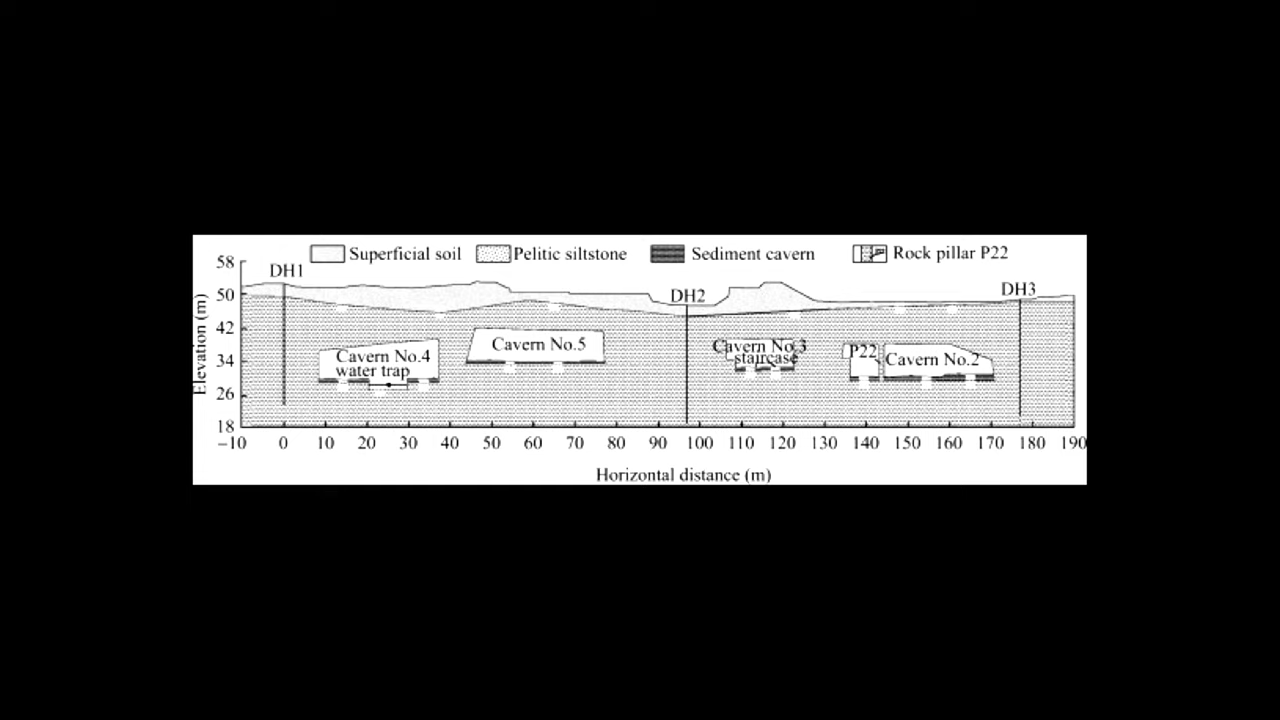 Superficial soil Pelitic siltstone Sediment cavern Rock pillar P22
58
50
42
34
26
18
Elevation (m)
DH1
DH2
DH3
Cavern No.4
water trap
Cavern No.5
Cavern No.3
staircase
P22
Cavern No.2
−10 0 10 20 30 40 50 60 70 80 90 100 110 120 130 140 150 160 170 180 190
Horizontal distance (m)